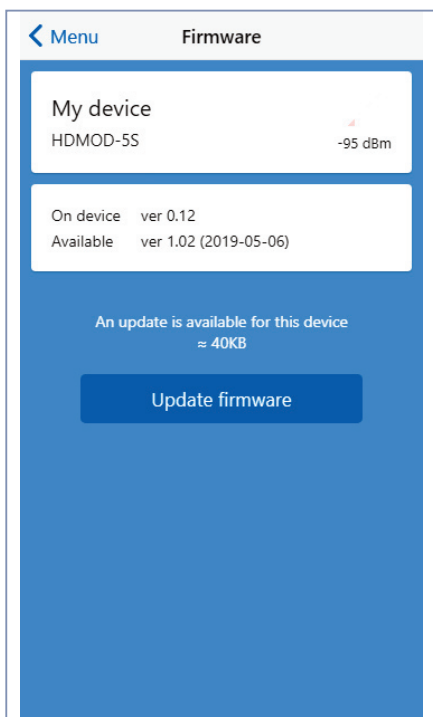 Menu
Firmware
My device
HDMOD-5S
-95 dBm
On device ver 0.12
Available ver 1.02 (2019-05-06)
An update is available for this device
≈ 40KB
Update firmware